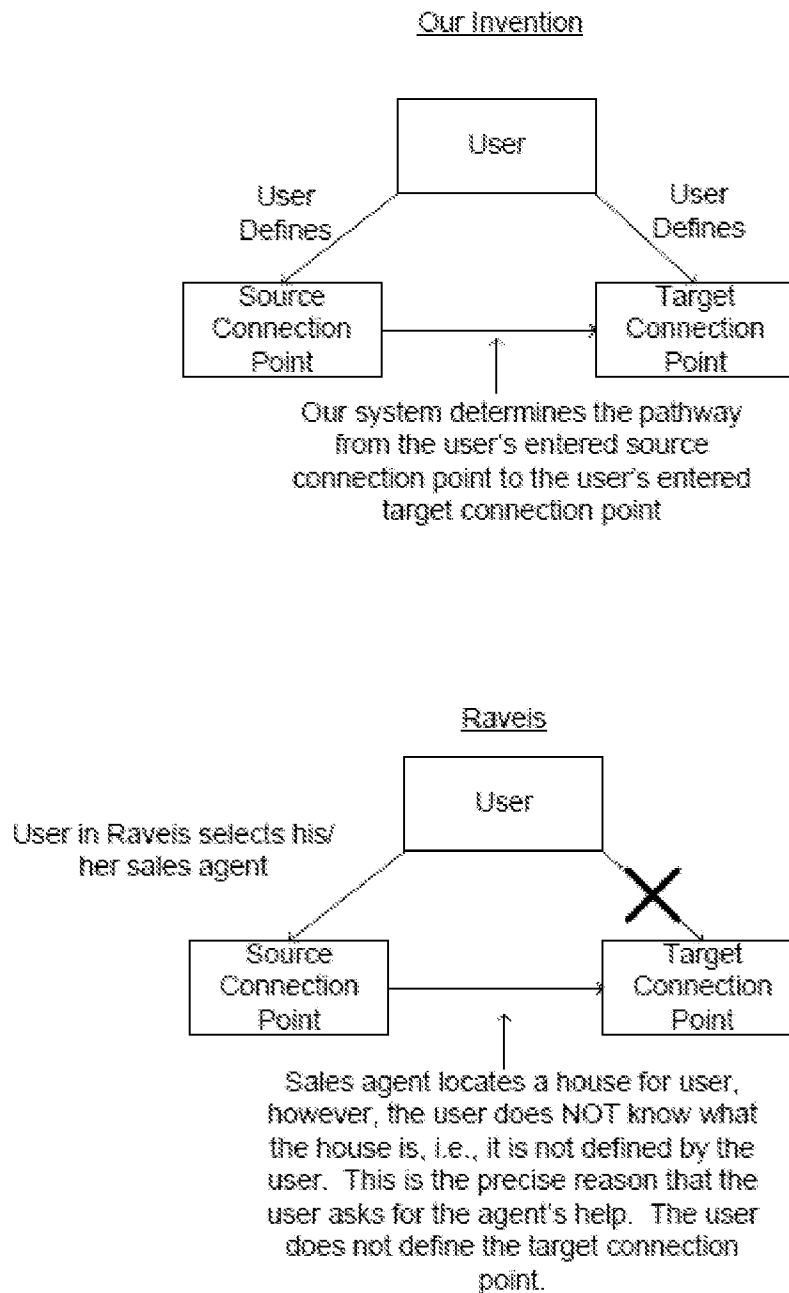 Our Invention
User
User
Defines
User
Defines
Source
Connection
Point
Target
Connection
Point
Our system determines the pathway
from the user's entered source
connection point to the user's entered
target connection point
Raveis
User
User in Raveis selects his/
her sales agent
Source
Connection
Point
Target
Connection
Point
Sales agent locates a house for user,
however, the user does NOT know what
the house is, i.e., it is not defined by the
user.  This is the precise reason that the
user asks for the agent's help.  The user
does not define the target connection
point.